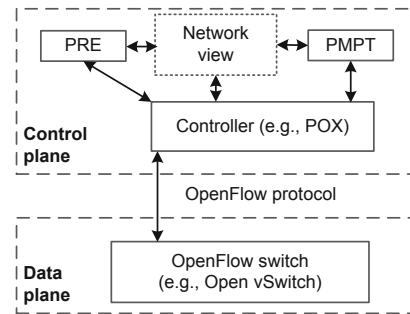 PRE
Network
view
PMPT
Controller (e.g., POX)
Control
plane
OpenFlow protocol
OpenFlow switch
(e.g., Open vSwitch)
Data
plane